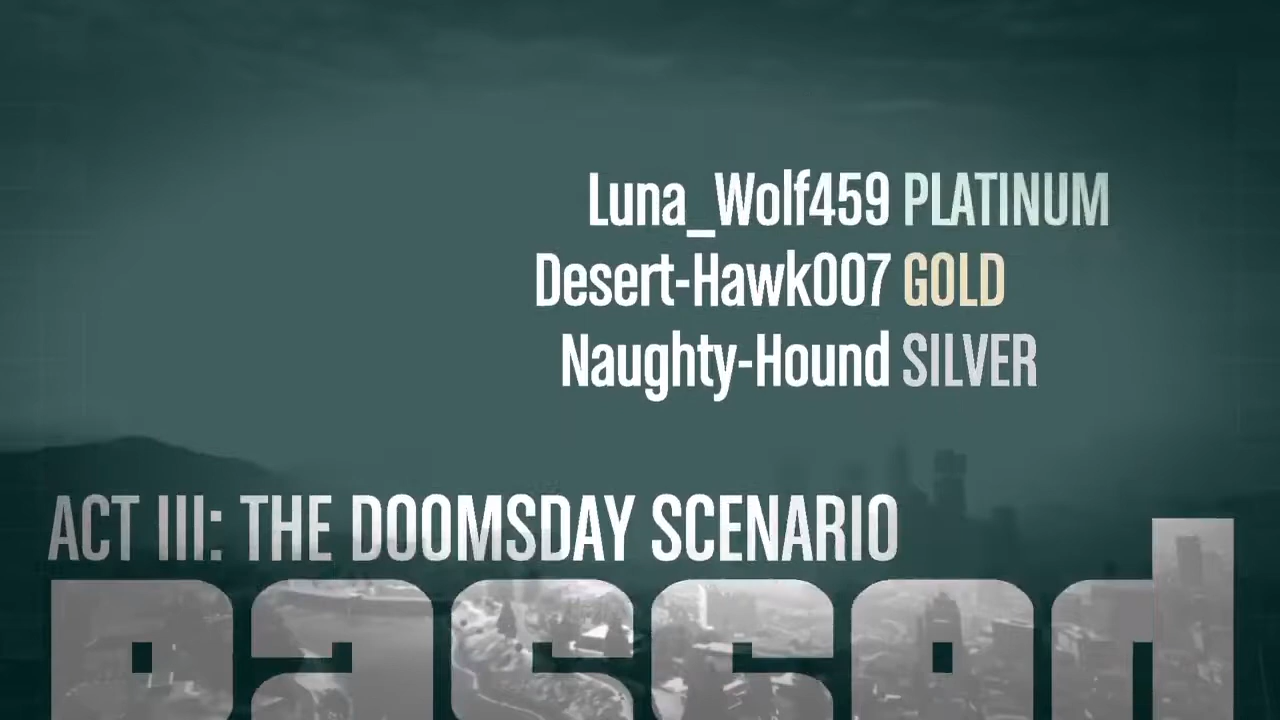 Luna_Wolf459 PLATINUM
Desert-Hawk007 GOLD
Naughty-Hound SILVER
ACT III: THE DOOMSDAY SCENARIO
passed